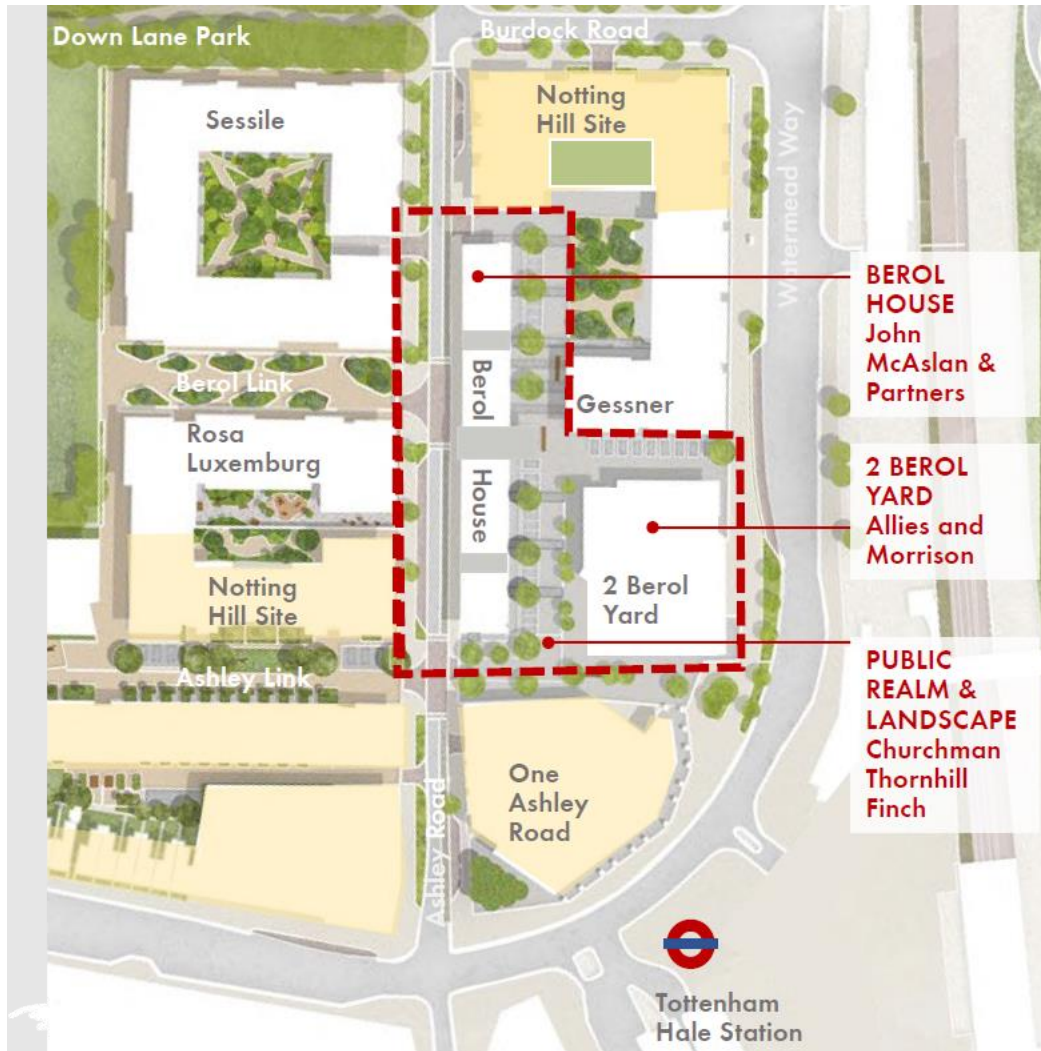 Down Lane Park
Burdock Road
Sessile
Notting
Hill Site
Watermead Way
BEROL
HOUSE
John
McAslan &
Partners
Berol
House
Berol Link
Gessner
Rosa
Luxemburg
2 BEROL
YARD
Allies and
Morrison
Notting
Hill Site
2 Berol
Yard
Ashley Link
PUBLIC
REALM &
LANDSCAPE
Churchman
Thornhill
Finch
One
Ashley
Road
Ashley Road
Tottenham
Hale Station